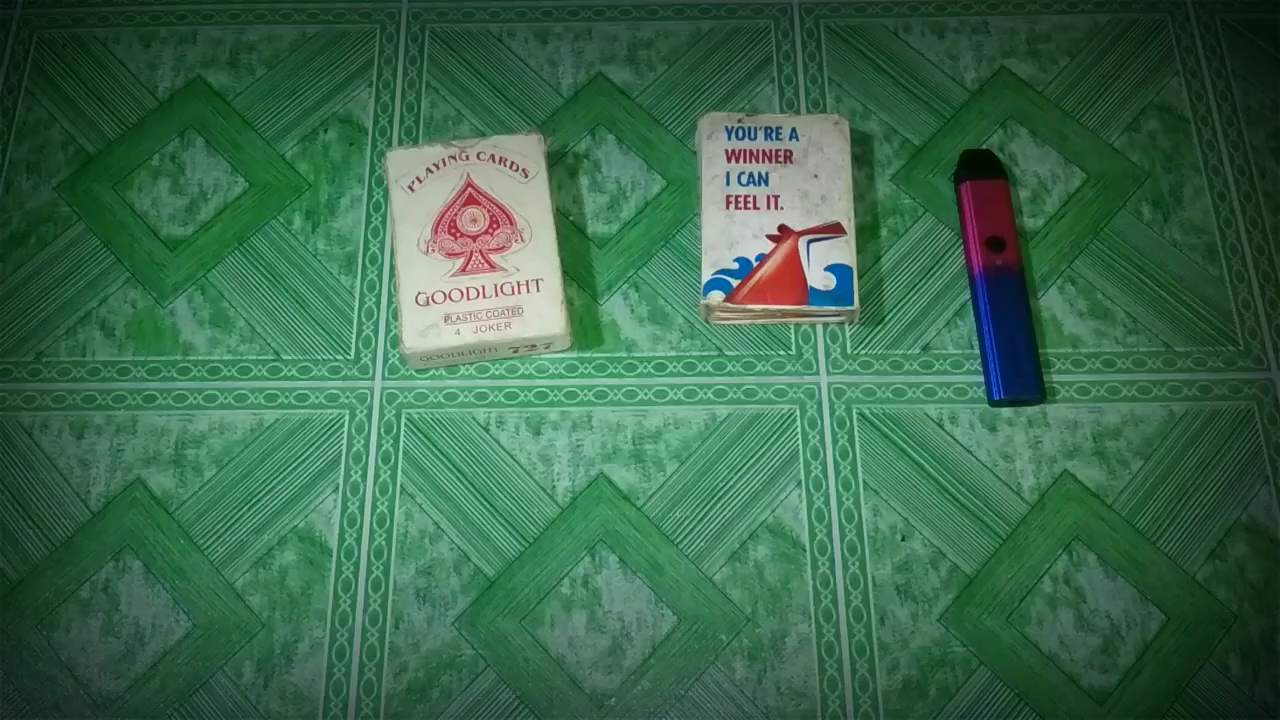 PLAYING CARDS
GOODLIGHT
PLASTIC COATED
4 JOKER
GOODLIGHT 727
YOU'RE A
WINNER
I CAN
FEEL IT.